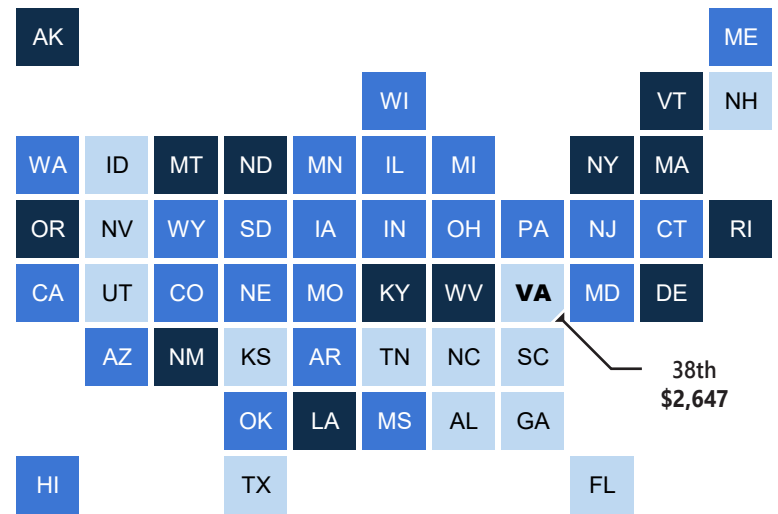 AK ME
WI VT NH
WA ID MT ND MN IL MI NY MA
OR NV WY SD IA IN OH PA NJ CT RI
CA UT CO NE MO KY WV VA MD DE
AZ NM KS AR TN NC SC
38th
$2,647
OK LA MS AL GA
HI TX FL